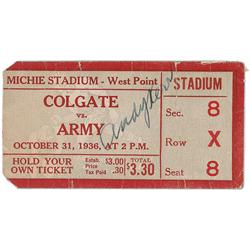 MICHIE STADIUM - West Point
COLGATE
vs.
ARMY
OCTOBER 31, 1936, AT 2 P.M.
HOLD YOUR
OWN TICKET
Estab. Price $3.00
Tax Paid .30
TOTAL
$3.30
STADIUM
Sec. 8
Row X
Seat 8